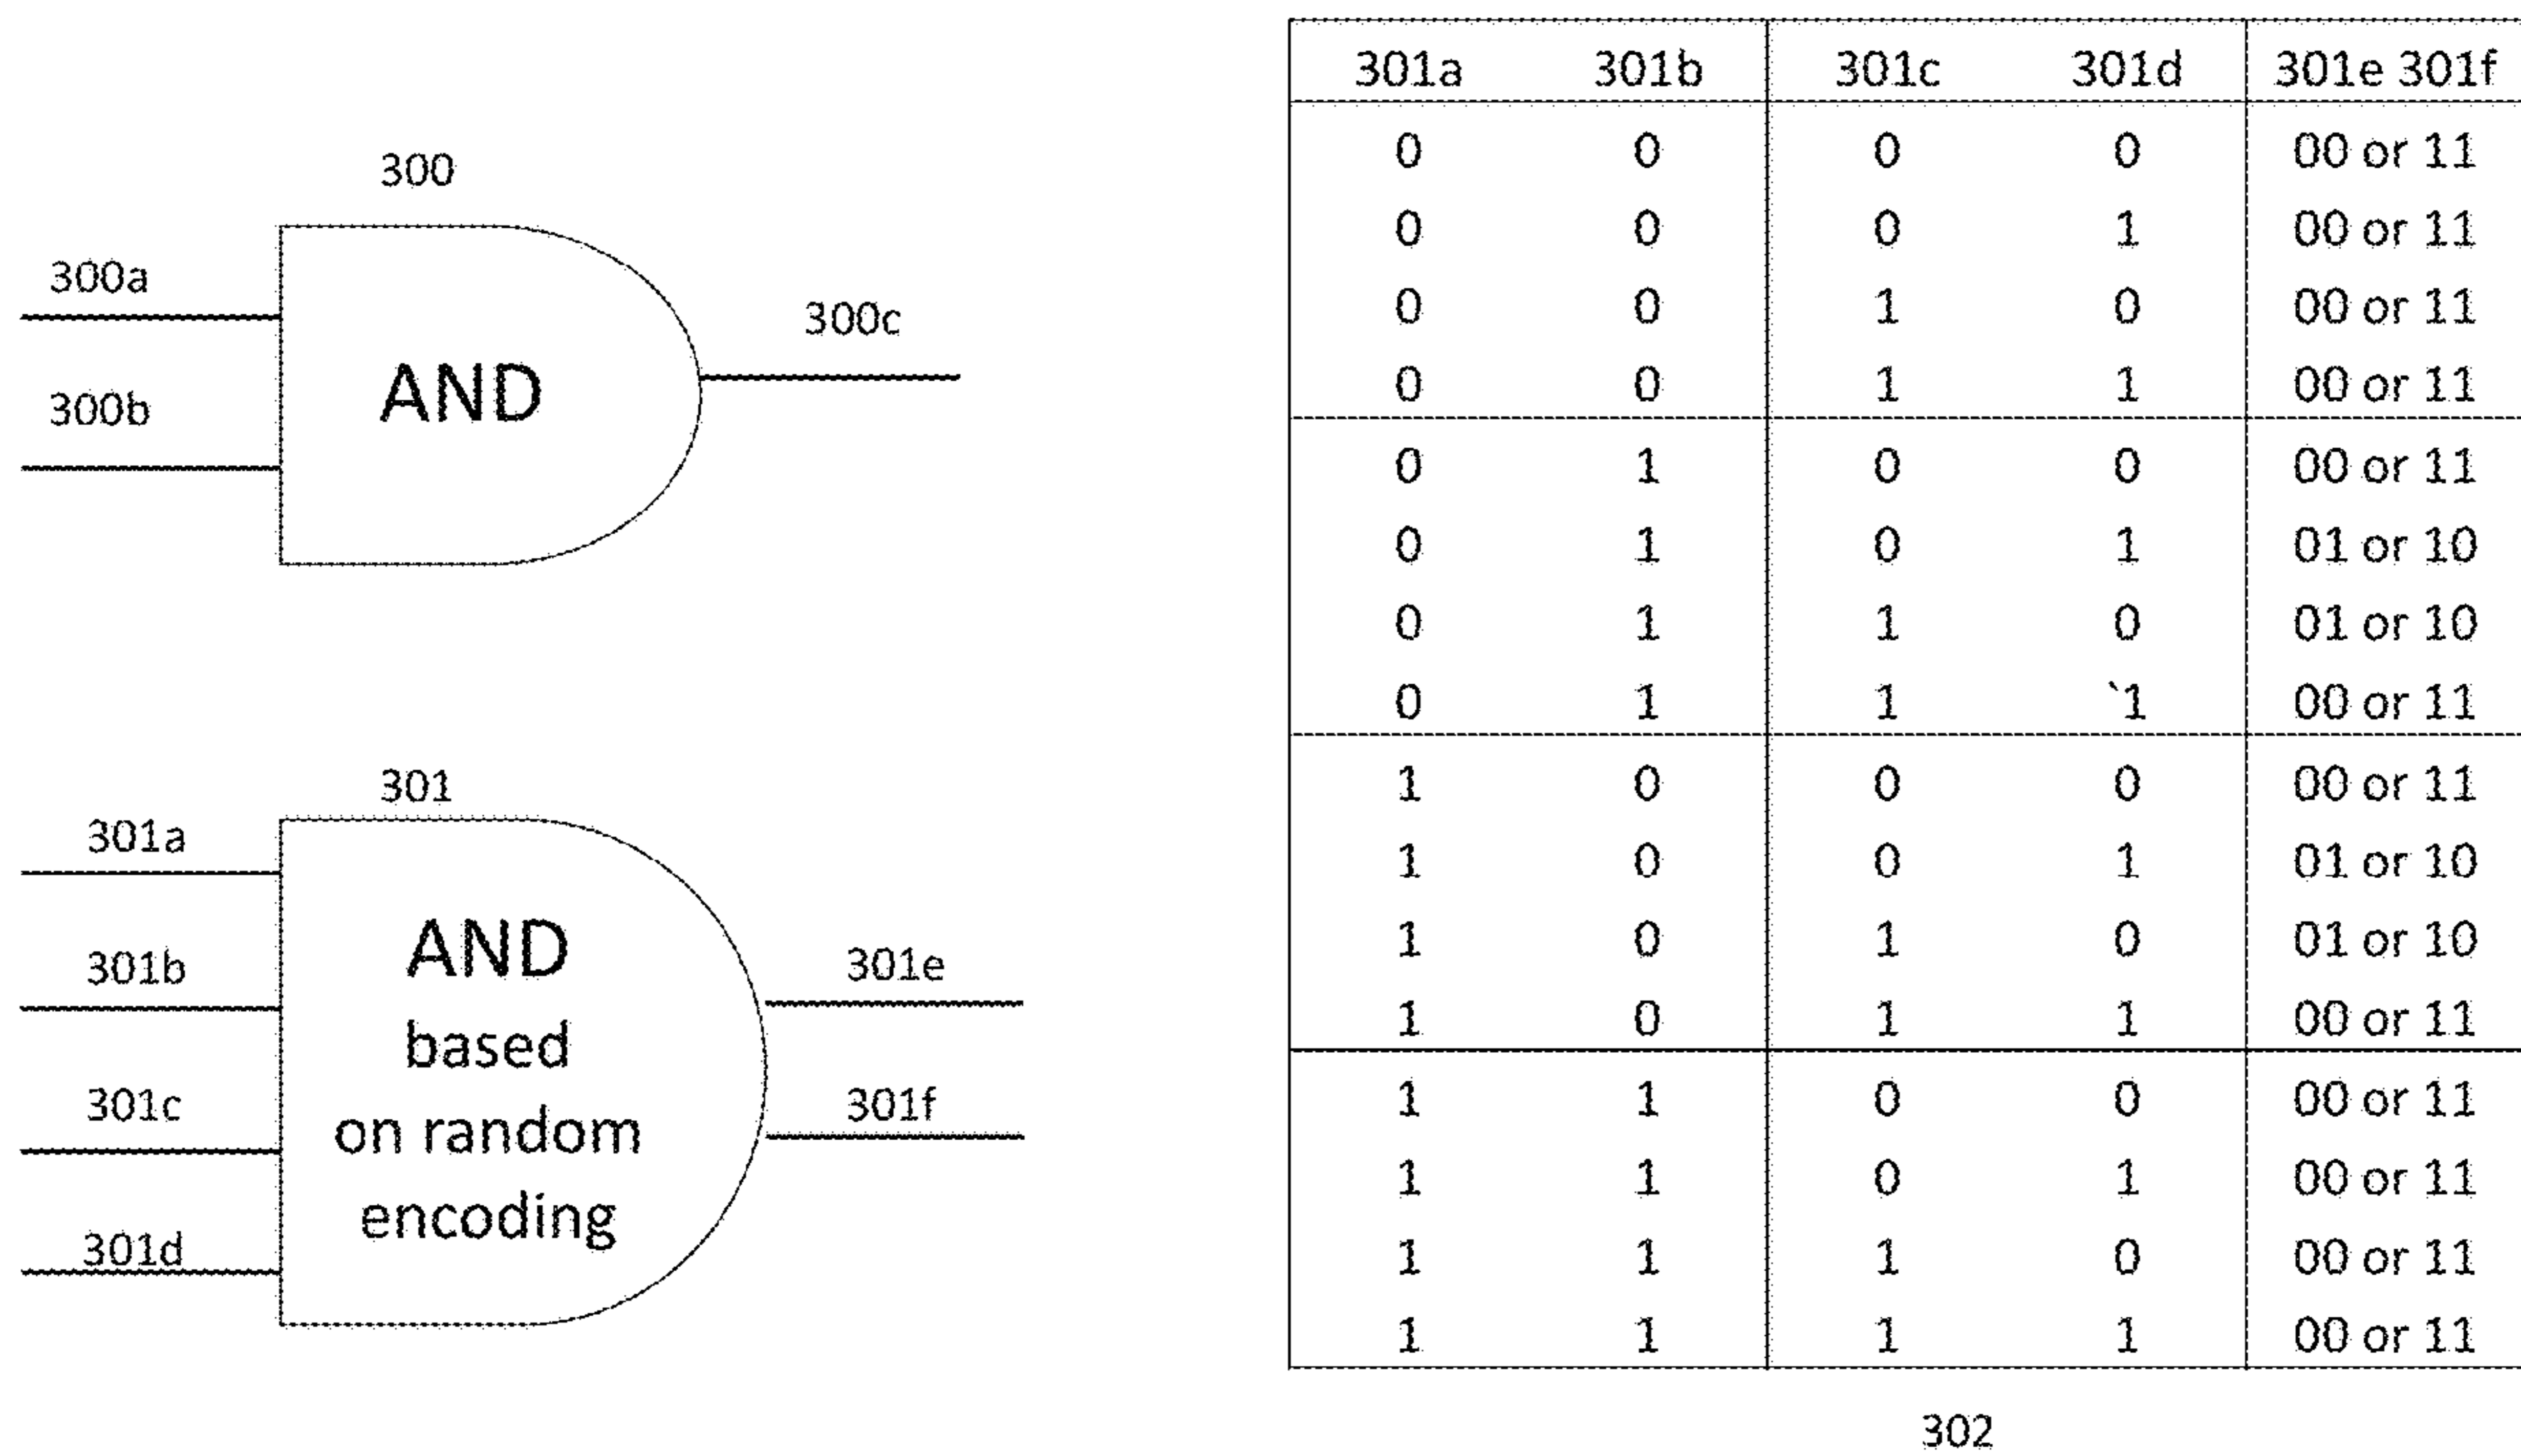 300
300a
300b
AND
300c
301
301a
301b
301c
301d
AND
based
on random
encoding
301e
301f
301a 301b 301c 301d 301e 301f
0 0 0 0 00 or 11
0 0 0 1 00 or 11
0 0 1 0 00 or 11
0 0 1 1 00 or 11
0 1 0 0 00 or 11
0 1 0 1 01 or 10
0 1 1 0 01 or 10
0 1 1 `1 00 or 11
1 0 0 0 00 or 11
1 0 0 1 01 or 10
1 0 1 0 01 or 10
1 0 1 1 00 or 11
1 1 0 0 00 or 11
1 1 0 1 00 or 11
1 1 1 0 00 or 11
1 1 1 1 00 or 11
302